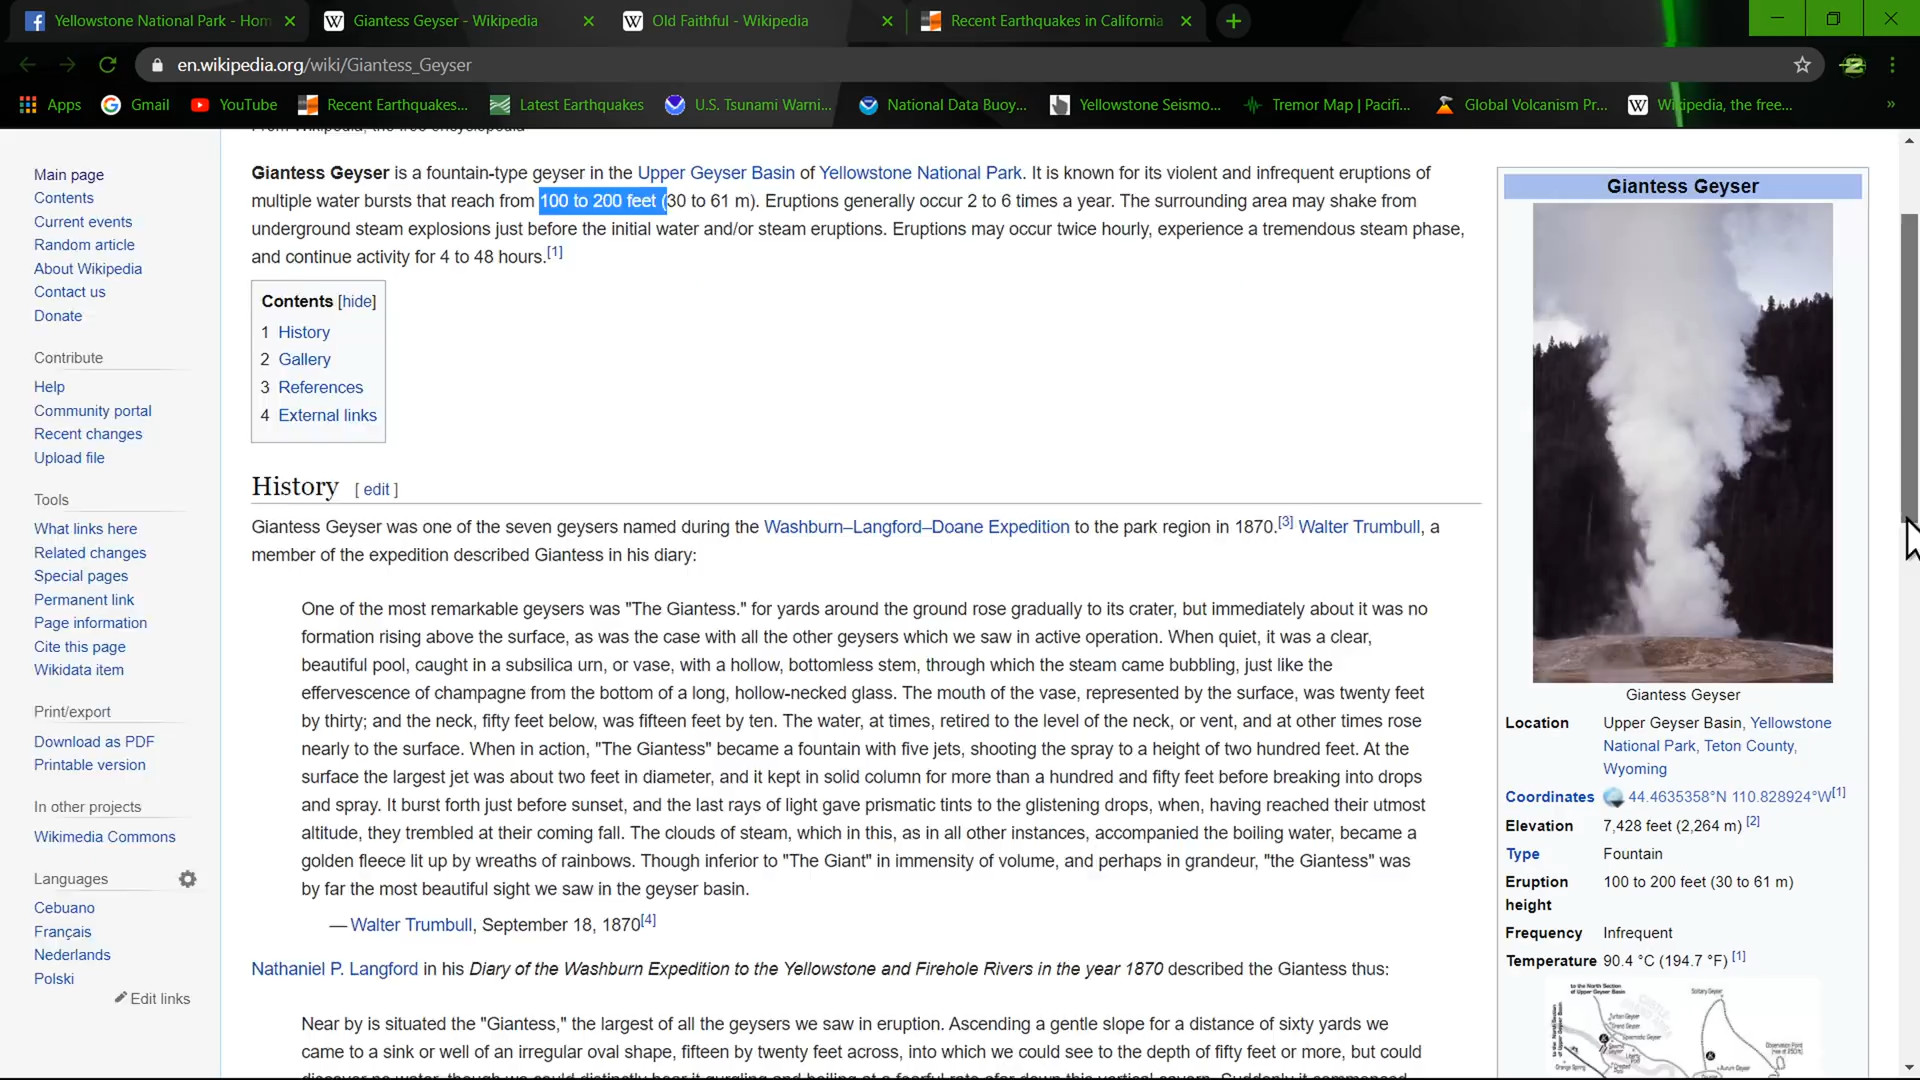 Yellowstone National Park - Hom
Giantess Geyser - Wikipedia
Old Faithful - Wikipedia
Recent Earthquakes in California
en.wikipedia.org/wiki/Giantess_Geyser
Apps
Gmail
YouTube
Recent Earthquakes...
Latest Earthquakes
U.S. Tsunami Warni...
National Data Buoy...
Yellowstone Seismo...
Tremor Map | Pacifi...
Global Volcanism Pr...
Wikipedia, the free...
From Wikipedia, the free encyclopedia
Main page
Contents
Current events
Random article
About Wikipedia
Contact us
Donate
Contribute
Help
Community portal
Recent changes
Upload file
Tools
What links here
Related changes
Special pages
Permanent link
Page information
Cite this page
Wikidata item
Print/export
Download as PDF
Printable version
In other projects
Wikimedia Commons
Languages
Cebuano
Français
Nederlands
Polski
Edit links
Giantess Geyser is a fountain-type geyser in the Upper Geyser Basin of Yellowstone National Park. It is known for its violent and infrequent eruptions of
multiple water bursts that reach from 100 to 200 feet (30 to 61 m). Eruptions generally occur 2 to 6 times a year. The surrounding area may shake from
underground steam explosions just before the initial water and/or steam eruptions. Eruptions may occur twice hourly, experience a tremendous steam phase,
and continue activity for 4 to 48 hours.[1]
Contents [hide]
1 History
2 Gallery
3 References
4 External links
History [ edit ]
Giantess Geyser was one of the seven geysers named during the Washburn–Langford–Doane Expedition to the park region in 1870.[3] Walter Trumbull, a
member of the expedition described Giantess in his diary:
One of the most remarkable geysers was "The Giantess." for yards around the ground rose gradually to its crater, but immediately about it was no
formation rising above the surface, as was the case with all the other geysers which we saw in active operation. When quiet, it was a clear,
beautiful pool, caught in a subsilica urn, or vase, with a hollow, bottomless stem, through which the steam came bubbling, just like the
effervescence of champagne from the bottom of a long, hollow-necked glass. The mouth of the vase, represented by the surface, was twenty feet
by thirty; and the neck, fifty feet below, was fifteen feet by ten. The water, at times, retired to the level of the neck, or vent, and at other times rose
nearly to the surface. When in action, "The Giantess" became a fountain with five jets, shooting the spray to a height of two hundred feet. At the
surface the largest jet was about two feet in diameter, and it kept in solid column for more than a hundred and fifty feet before breaking into drops
and spray. It burst forth just before sunset, and the last rays of light gave prismatic tints to the glistening drops, when, having reached their utmost
altitude, they trembled at their coming fall. The clouds of steam, which in this, as in all other instances, accompanied the boiling water, became a
golden fleece lit up by wreaths of rainbows. Though inferior to "The Giant" in immensity of volume, and perhaps in grandeur, "the Giantess" was
by far the most beautiful sight we saw in the geyser basin.
— Walter Trumbull, September 18, 1870[4]
Nathaniel P. Langford in his Diary of the Washburn Expedition to the Yellowstone and Firehole Rivers in the year 1870 described the Giantess thus:
Near by is situated the "Giantess," the largest of all the geysers we saw in eruption. Ascending a gentle slope for a distance of sixty yards we
came to a sink or well of an irregular oval shape, fifteen by twenty feet across, into which we could see to the depth of fifty feet or more, but could
Giantess Geyser
Giantess Geyser
Location Upper Geyser Basin, Yellowstone
National Park, Teton County,
Wyoming
Coordinates 44.4635358°N 110.828924°W[1]
Elevation 7,428 feet (2,264 m) [2]
Type Fountain
Eruption 100 to 200 feet (30 to 61 m)
height
Frequency Infrequent
Temperature 90.4 °C (194.7 °F) [1]
to the North Section
of Upper Geyser Basin
Solitary Geyser